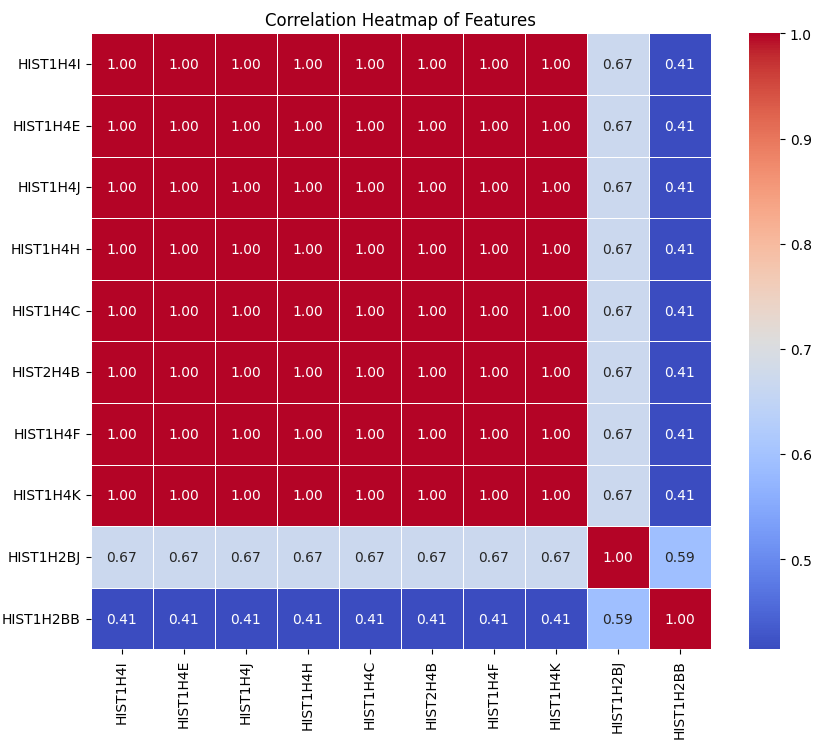 Correlation Heatmap of Features
HIST1H4I 1.00 1.00 1.00 1.00 1.00 1.00 1.00 1.00 0.67 0.41
HIST1H4E 1.00 1.00 1.00 1.00 1.00 1.00 1.00 1.00 0.67 0.41
HIST1H4J 1.00 1.00 1.00 1.00 1.00 1.00 1.00 1.00 0.67 0.41
HIST1H4H 1.00 1.00 1.00 1.00 1.00 1.00 1.00 1.00 0.67 0.41
HIST1H4C 1.00 1.00 1.00 1.00 1.00 1.00 1.00 1.00 0.67 0.41
HIST2H4B 1.00 1.00 1.00 1.00 1.00 1.00 1.00 1.00 0.67 0.41
HIST1H4F 1.00 1.00 1.00 1.00 1.00 1.00 1.00 1.00 0.67 0.41
HIST1H4K 1.00 1.00 1.00 1.00 1.00 1.00 1.00 1.00 0.67 0.41
HIST1H2BJ 0.67 0.67 0.67 0.67 0.67 0.67 0.67 0.67 1.00 0.59
HIST1H2BB 0.41 0.41 0.41 0.41 0.41 0.41 0.41 0.41 0.59 1.00
HIST1H4I
HIST1H4E
HIST1H4J
HIST1H4H
HIST1H4C
HIST2H4B
HIST1H4F
HIST1H4K
HIST1H2BJ
HIST1H2BB
1.0
0.9
0.8
0.7
0.6
0.5